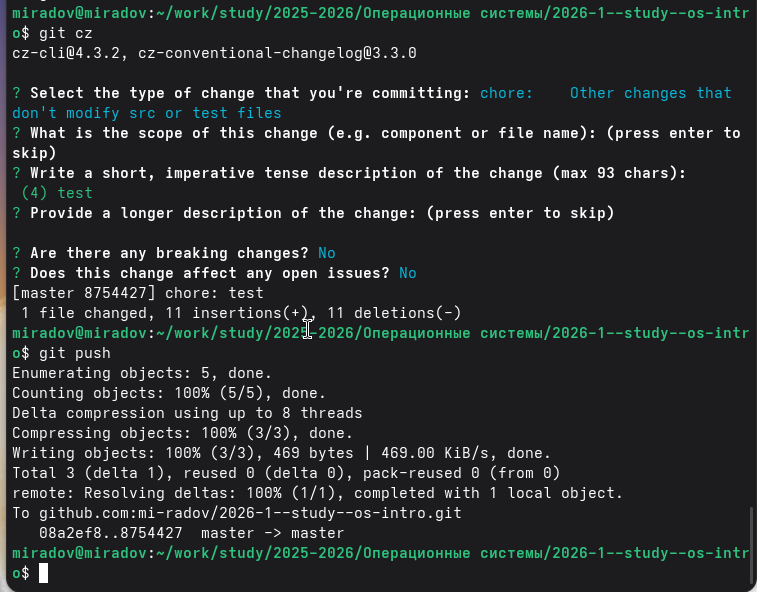 miradov@miradov:~/work/study/2025-2026/Операционные системы/2026-1--study--os-intr
o$ git cz
cz-cli@4.3.2, cz-conventional-changelog@3.3.0
? Select the type of change that you're committing: chore:    Other changes that
don't modify src or test files
? What is the scope of this change (e.g. component or file name): (press enter to
skip)
? Write a short, imperative tense description of the change (max 93 chars):
 (4) test
? Provide a longer description of the change: (press enter to skip)
? Are there any breaking changes? No
? Does this change affect any open issues? No
[master 8754427] chore: test
 1 file changed, 11 insertions(+), 11 deletions(-)
miradov@miradov:~/work/study/2025-2026/Операционные системы/2026-1--study--os-intr
o$ git push
Enumerating objects: 5, done.
Counting objects: 100% (5/5), done.
Delta compression using up to 8 threads
Compressing objects: 100% (3/3), done.
Writing objects: 100% (3/3), 469 bytes | 469.00 KiB/s, done.
Total 3 (delta 1), reused 0 (delta 0), pack-reused 0 (from 0)
remote: Resolving deltas: 100% (1/1), completed with 1 local object.
To github.com:mi-radov/2026-1--study--os-intro.git
   08a2ef8..8754427  master -> master
miradov@miradov:~/work/study/2025-2026/Операционные системы/2026-1--study--os-intr
o$